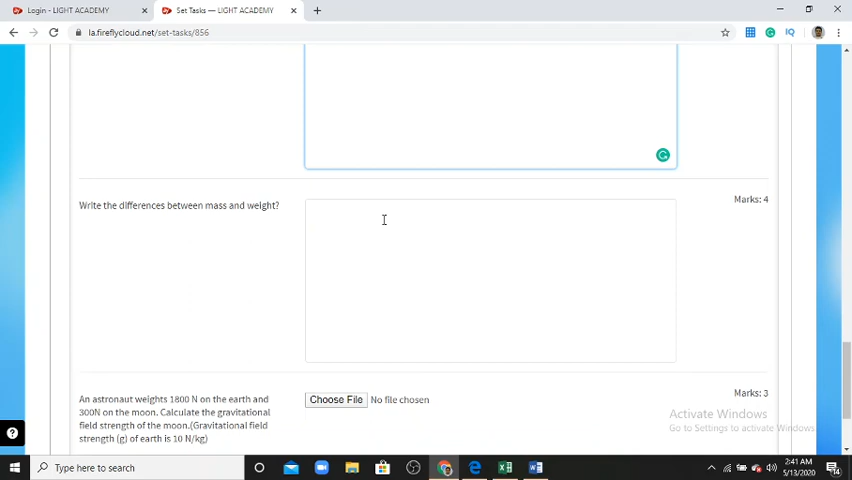 Login - LIGHT ACADEMY
Set Tasks — LIGHT ACADEMY
la.fireflycloud.net/set-tasks/856
IQ
Write the differences between mass and weight?
Marks: 4
An astronaut weights 1800 N on the earth and
300N on the moon. Calculate the gravitational
field strength of the moon.(Gravitational field
strength (g) of earth is 10 N/kg)
Choose File No file chosen
Marks: 3
Activate Windows
Go to Settings to activate Windows.
Type here to search
2:41 AM
5/13/2020
14